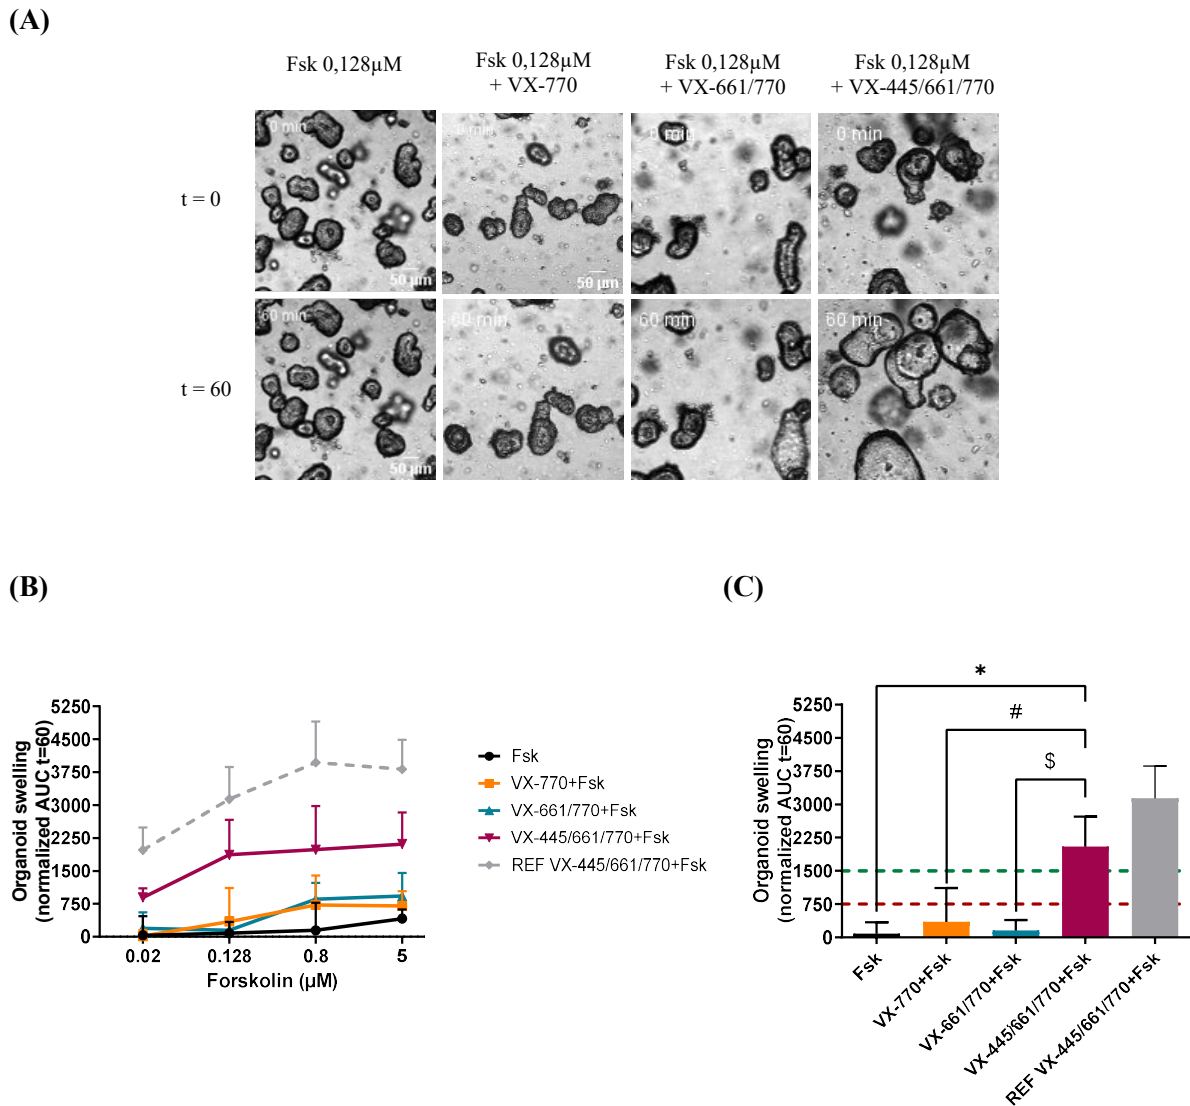 (A)
Fsk 0,128µM
Fsk 0,128µM
+ VX-770
Fsk 0,128µM
+ VX-661/770
Fsk 0,128µM
+ VX-445/661/770
t = 0
0 min
50 µm
0 min
50 µm
0 min
0 min
t = 60
60 min
50 µm
60 min
60 min
60 min
(B)
Organoid swelling
(normalized AUC t=60)
5250
4500
3750
3000
2250
1500
750
0
0.02
0.128
0.8
5
Forskolin (µM)
Fsk
VX-770+Fsk
VX-661/770+Fsk
VX-445/661/770+Fsk
REF VX-445/661/770+Fsk
(C)
*
#
$
Organoid swelling
(normalized AUC t=60)
5250
4500
3750
3000
2250
1500
750
0
Fsk
VX-770+Fsk
VX-661/770+Fsk
VX-445/661/770+Fsk
REF VX-445/661/770+Fsk